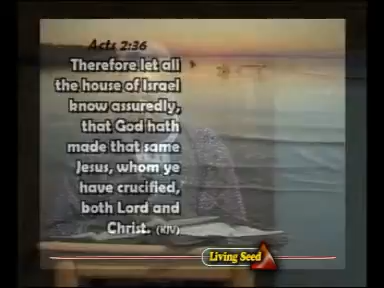 Acts 2:36
Therefore let all
the house of Israel
know assuredly,
that God hath
made that same
Jesus, whom ye
have crucified,
both Lord and
Christ. (KJV)
Living Seed